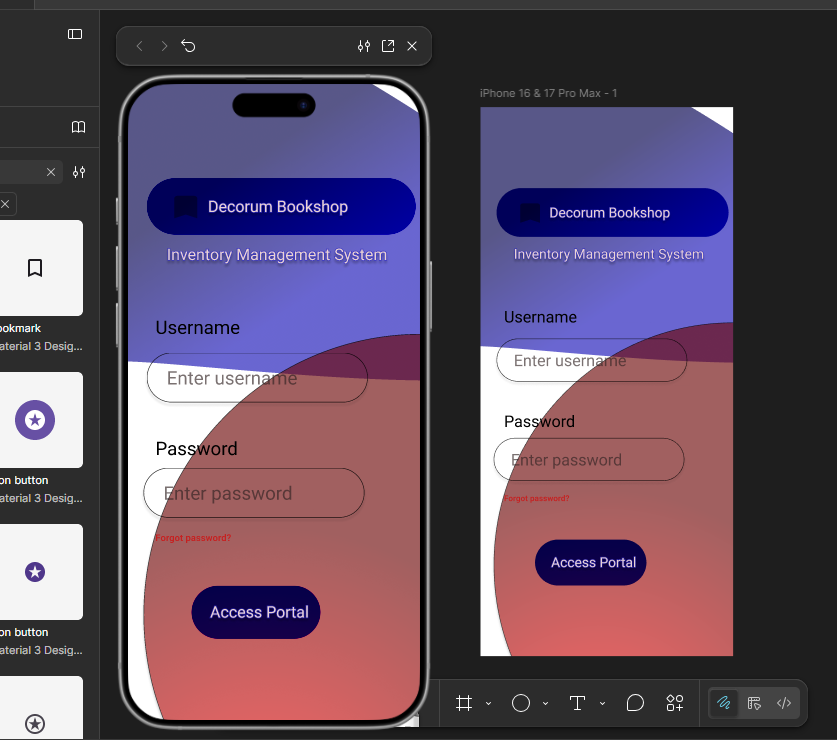 iPhone 16 & 17 Pro Max - 1
Decorum Bookshop
Inventory Management System
Username
Enter username
Password
Enter password
Forgot password?
Access Portal
Decorum Bookshop
Inventory Management System
Username
Enter username
Password
Enter password
Forgot password?
Access Portal
ookmark
aterial 3 Desig...
on button
aterial 3 Desig...
on button
aterial 3 Desig...